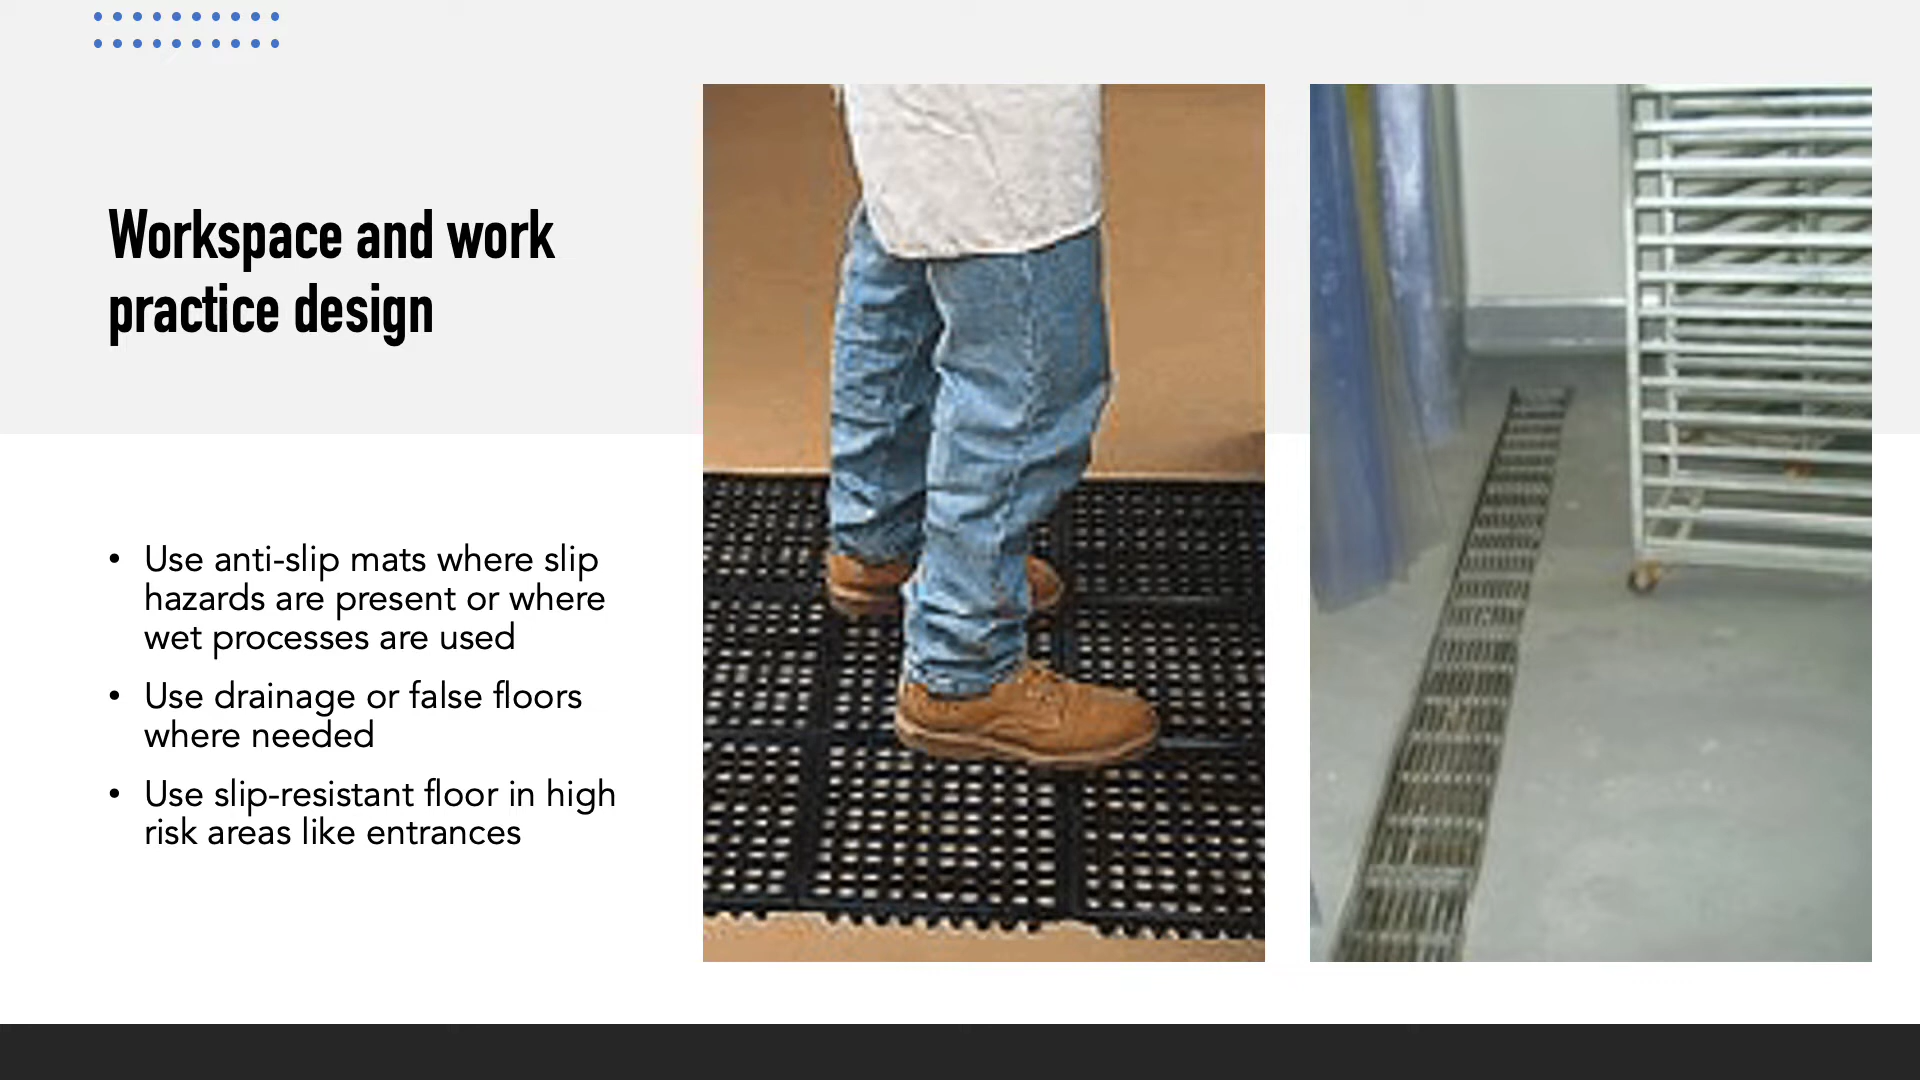 Workspace and work
practice design
• Use anti-slip mats where slip
hazards are present or where
wet processes are used
• Use drainage or false floors
where needed
• Use slip-resistant floor in high
risk areas like entrances